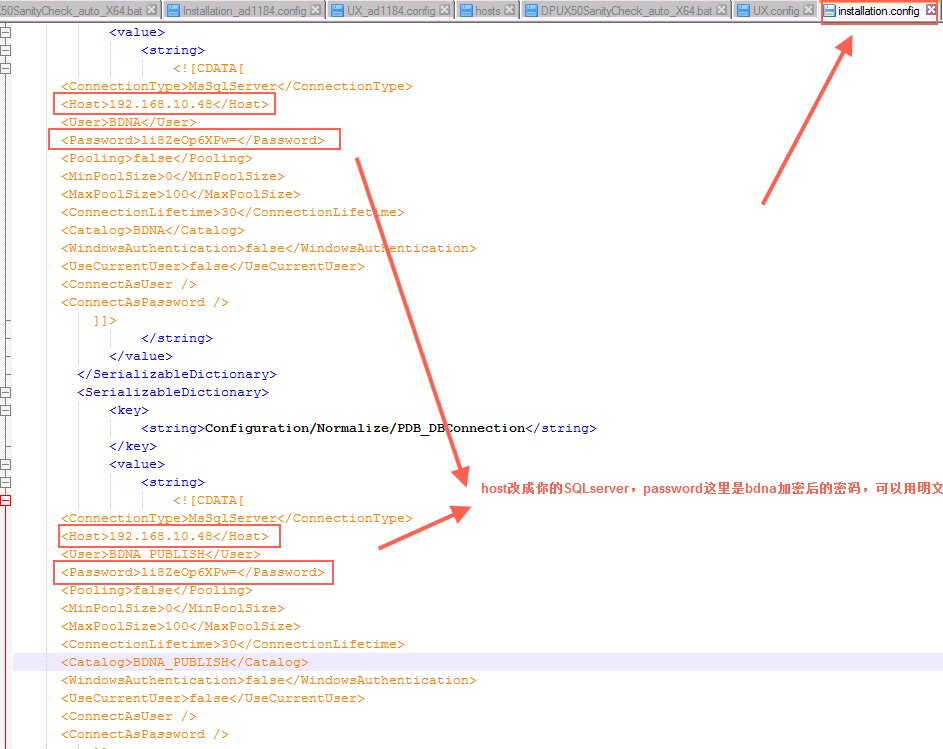 X50SanityCheck_auto_X64.bat Installation_ad1184.config UX_ad1184.config hosts DPUX50SanityCheck_auto_X64.bat UX.config installation.config
<value>
<string>
<![CDATA[
<ConnectionType>MsSqlServer</ConnectionType>
<Host>192.168.10.48</Host>
<User>BDNA</User>
<Password>li8ZeOp6XPw=</Password>
<Pooling>false</Pooling>
<MinPoolSize>0</MinPoolSize>
<MaxPoolSize>100</MaxPoolSize>
<ConnectionLifetime>30</ConnectionLifetime>
<Catalog>BDNA</Catalog>
<WindowsAuthentication>false</WindowsAuthentication>
<UseCurrentUser>false</UseCurrentUser>
<ConnectAsUser />
<ConnectAsPassword />
]]>
</string>
</value>
</SerializableDictionary>
<SerializableDictionary>
<key>
<string>Configuration/Normalize/PDB_DBConnection</string>
</key>
<value>
<string>
host改成你的SQLserver，password这里是bdna加密后的密码，可以用明文
<![CDATA[
<ConnectionType>MsSqlServer</ConnectionType>
<Host>192.168.10.48</Host>
<User>BDNA_PUBLISH</User>
<Password>li8ZeOp6XPw=</Password>
<Pooling>false</Pooling>
<MinPoolSize>0</MinPoolSize>
<MaxPoolSize>100</MaxPoolSize>
<ConnectionLifetime>30</ConnectionLifetime>
<Catalog>BDNA_PUBLISH</Catalog>
<WindowsAuthentication>false</WindowsAuthentication>
<UseCurrentUser>false</UseCurrentUser>
<ConnectAsUser />
<ConnectAsPassword />